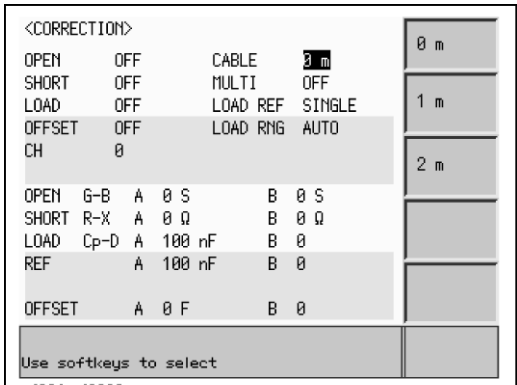 <CORRECTION>
OPEN OFF CABLE 0 m
SHORT OFF MULTI OFF
LOAD OFF LOAD REF SINGLE
OFFSET OFF LOAD RNG AUTO
CH 0
OPEN G-B A 0 S B 0 S
SHORT R-X A 0 Ω B 0 Ω
LOAD Cp-D A 100 nF B 0
REF A 100 nF B 0
OFFSET A 0 F B 0
Use softkeys to select
0 m
1 m
2 m